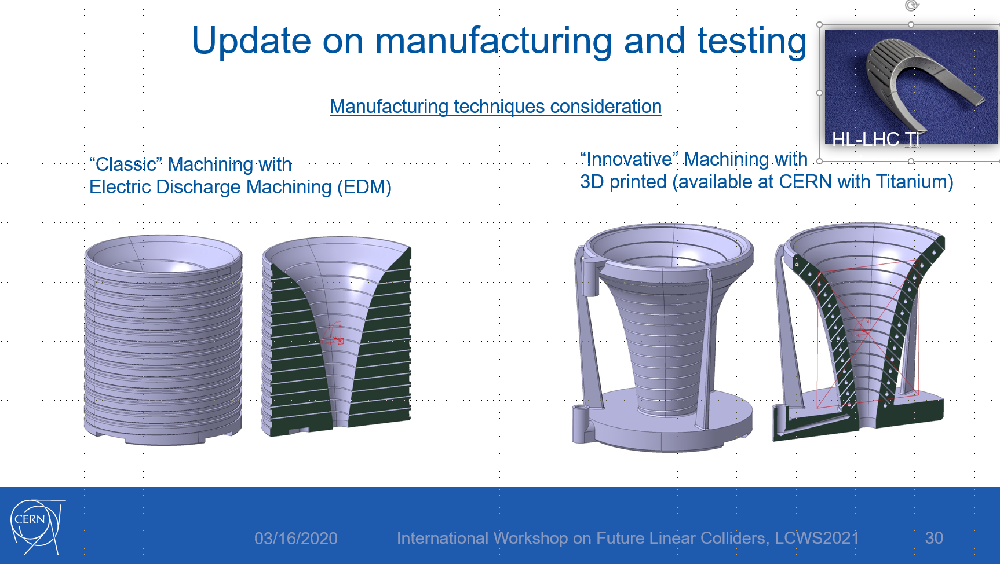 Update on manufacturing and testing
HL-LHC Ti
Manufacturing techniques consideration
“Classic” Machining with
Electric Discharge Machining (EDM)
“Innovative” Machining with
3D printed (available at CERN with Titanium)
CERN
03/16/2020
International Workshop on Future Linear Colliders, LCWS2021
30